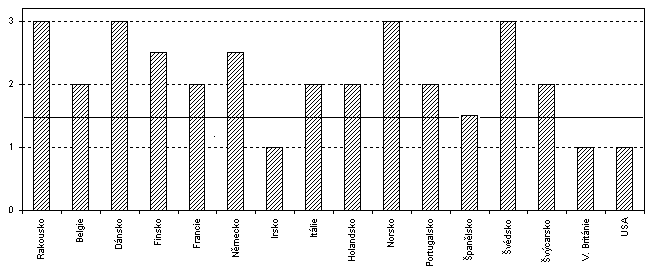 3
2
1
0
Rakousko
Belgie
Dánsko
Finsko
Francie
Německo
Irsko
Itálie
Holandsko
Norsko
Portugalsko
Španělsko
Švédsko
Švýcarsko
V. Británie
USA